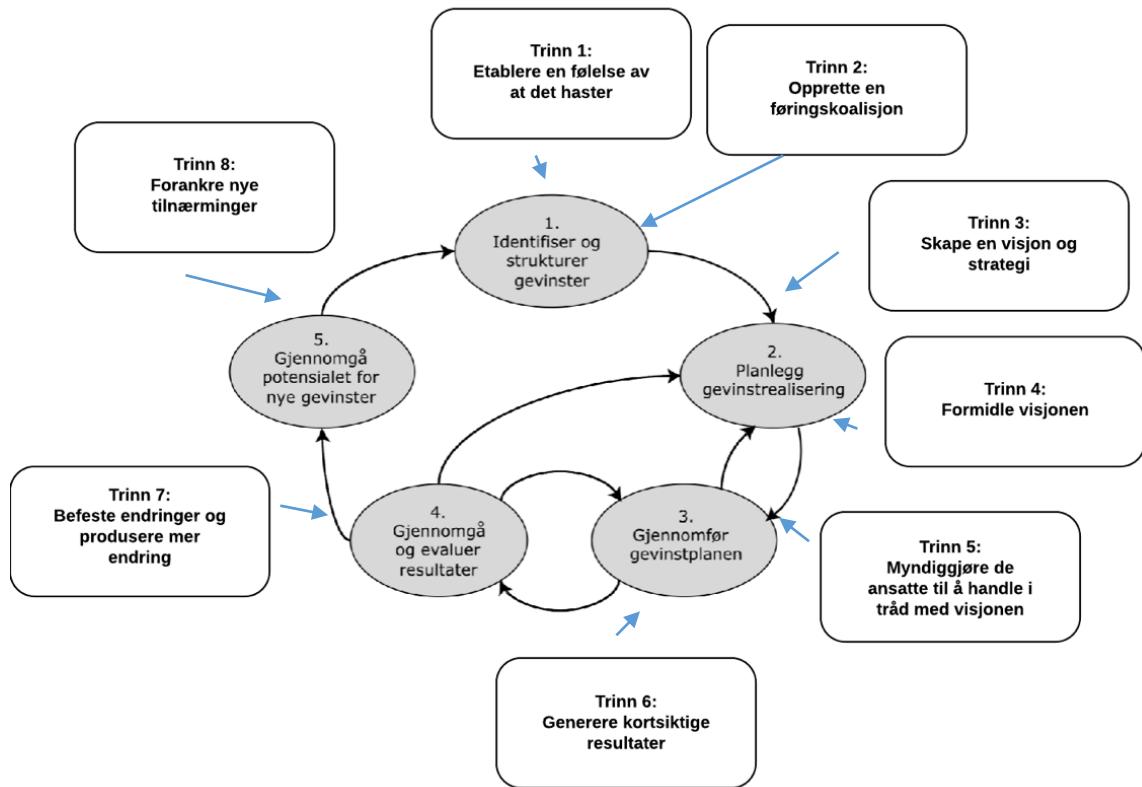 Trinn 1:
Etablere en følelse av
at det haster
Trinn 2:
Opprette en
føringskoalisjon
Trinn 8:
Forankre nye
tilnærminger
1.
Identifiser og
strukturer
gevinster
Trinn 3:
Skape en visjon og
strategi
5.
Gjennomgå
potensialet for
nye gevinster
2.
Planlegg
gevinstrealisering
Trinn 4:
Formidle visjonen
Trinn 7:
Befeste endringer og
produsere mer
endring
4.
Gjennomgå
og evaluer
resultater
3.
Gjennomfør
gevinstplanen
Trinn 5:
Myndiggjøre de
ansatte til å handle i
tråd med visjonen
Trinn 6:
Generere kortsiktige
resultater